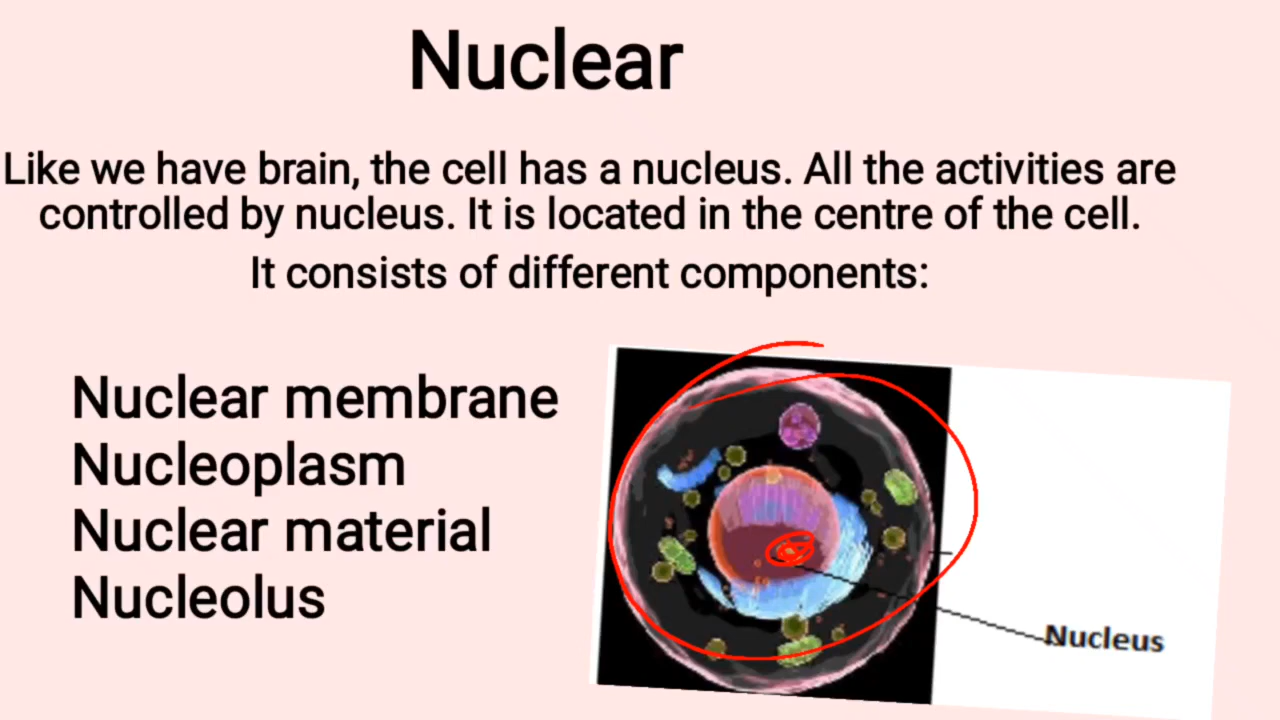 Nuclear
Like we have brain, the cell has a nucleus. All the activities are
controlled by nucleus. It is located in the centre of the cell.
It consists of different components:
Nuclear membrane
Nucleoplasm
Nuclear material
Nucleolus
Nucleus